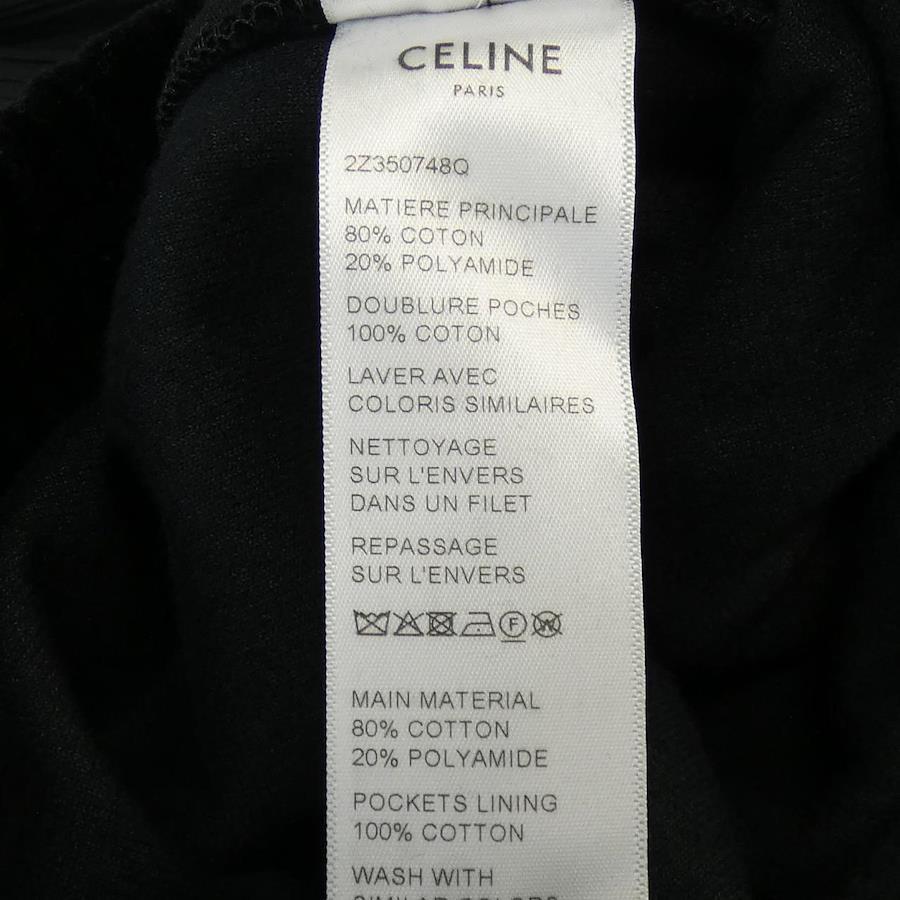 CELINE
PARIS
2Z350748Q
MATIERE PRINCIPALE
80% COTON
20% POLYAMIDE
DOUBLURE POCHES
100% COTON
LAVER AVEC
COLORIS SIMILAIRES
NETTOYAGE
SUR L'ENVERS
DANS UN FILET
REPASSAGE
SUR L'ENVERS
F W
MAIN MATERIAL
80% COTTON
20% POLYAMIDE
POCKETS LINING
100% COTTON
WASH WITH
SIMILAR COLORS